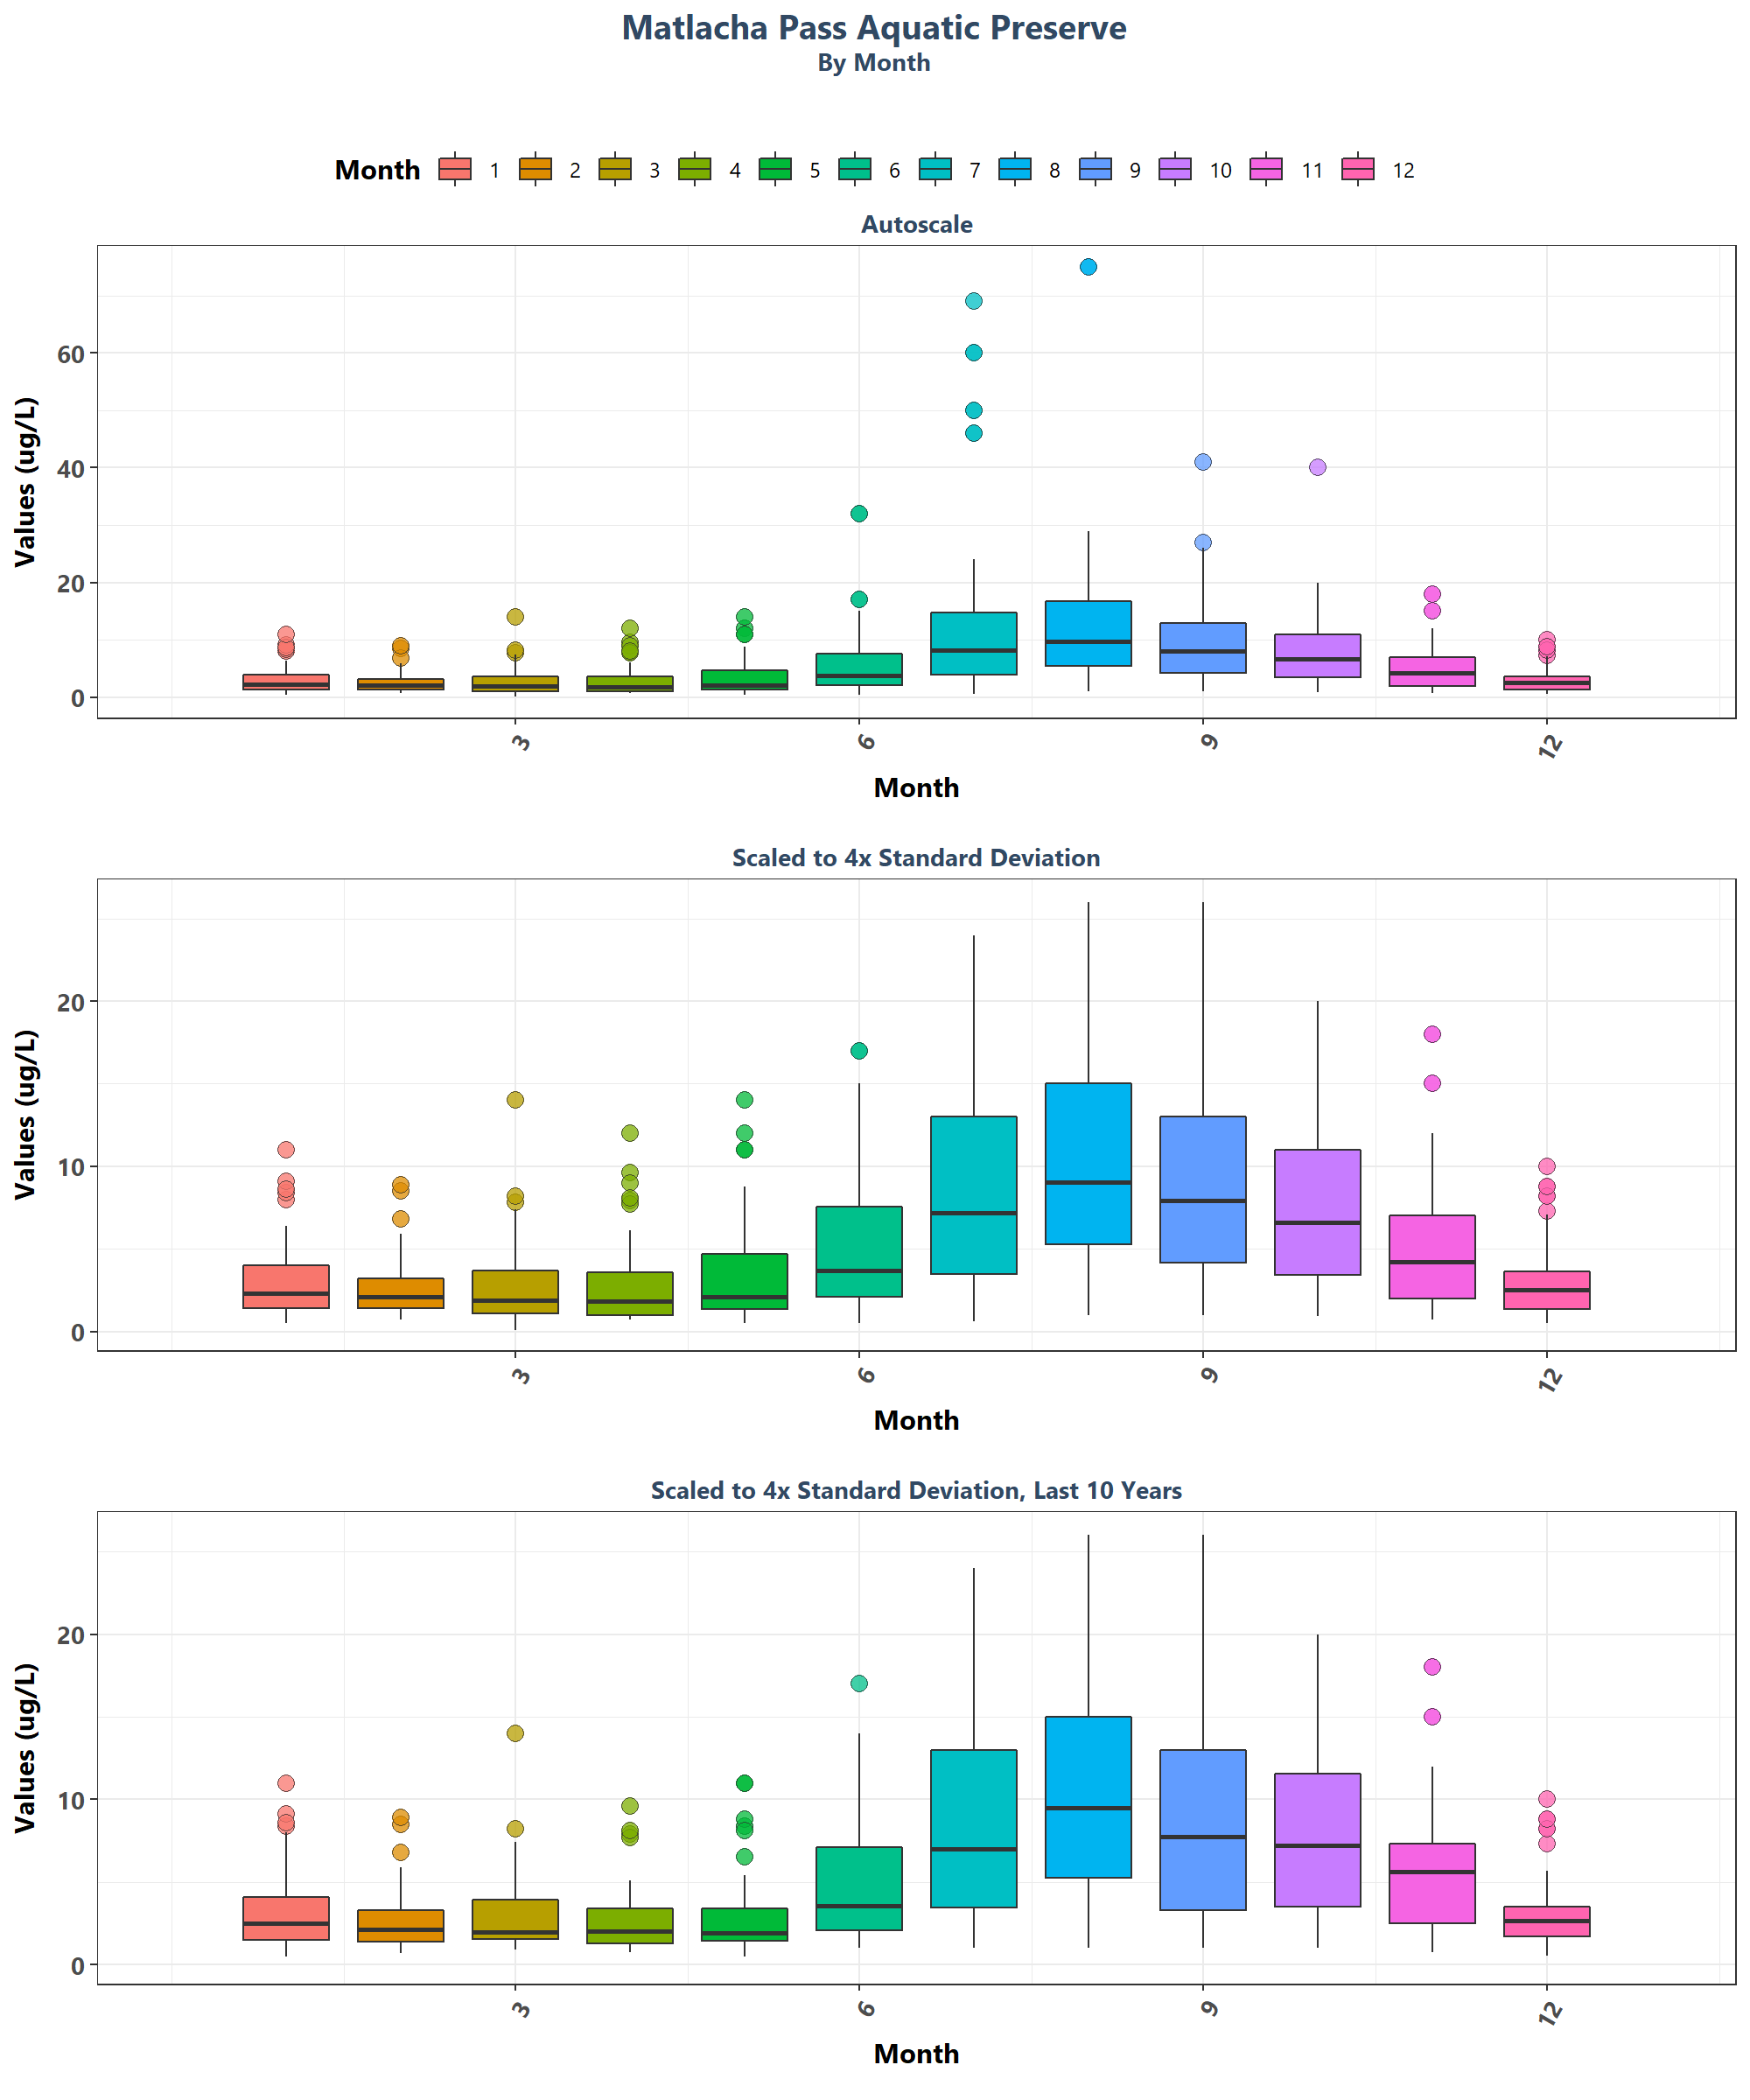 Matlacha Pass Aquatic Preserve
By Month
Month 1 2 3 4 5 6 7 8 9 10 11 12
Autoscale
Values (ug/L)
60
40
20
0
3 6 9 12
Month
Scaled to 4x Standard Deviation
Values (ug/L)
20
10
0
3 6 9 12
Month
Scaled to 4x Standard Deviation, Last 10 Years
Values (ug/L)
20
10
0
3 6 9 12
Month